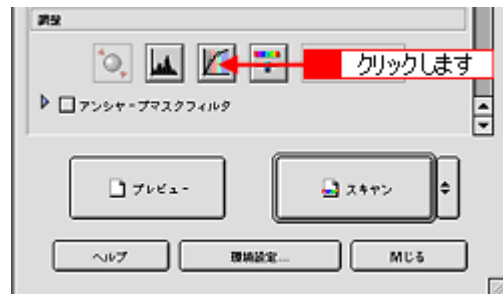 調整
クリックします
アンシャープマスクフィルタ
プレビュー
スキャン
ヘルプ
環境設定...
閉じる